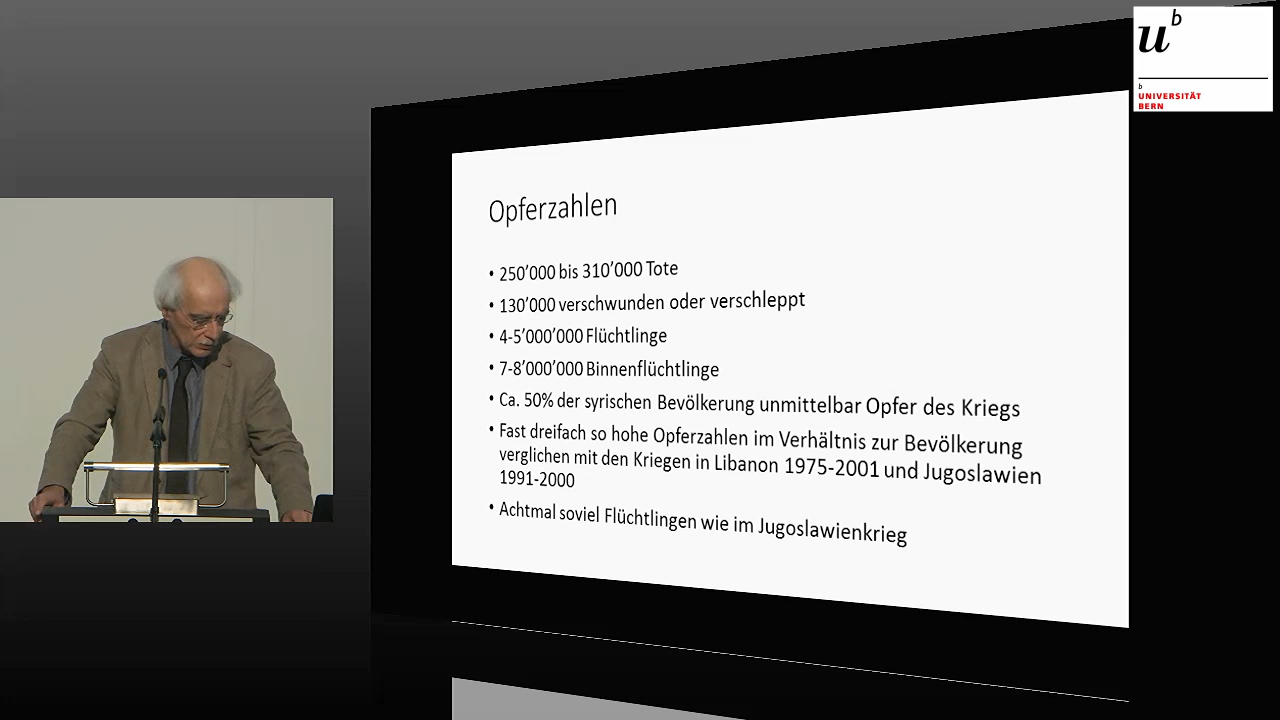 u^b
b
UNIVERSITÄT
BERN
Opferzahlen
• 250’000 bis 310’000 Tote
• 130’000 verschwunden oder verschleppt
• 4-5’000’000 Flüchtlinge
• 7-8’000’000 Binnenflüchtlinge
• Ca. 50% der syrischen Bevölkerung unmittelbar Opfer des Kriegs
• Fast dreifach so hohe Opferzahlen im Verhältnis zur Bevölkerung
verglichen mit den Kriegen in Libanon 1975-2001 und Jugoslawien
1991-2000
• Achtmal soviel Flüchtlingen wie im Jugoslawienkrieg